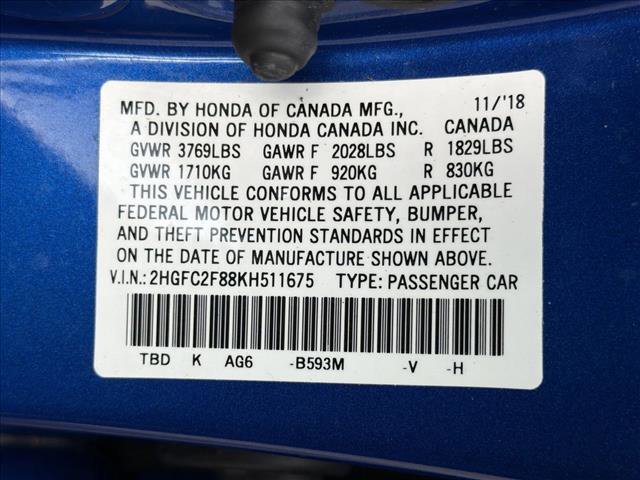 MFD. BY HONDA OF CANADA MFG., 11/'18
A DIVISION OF HONDA CANADA INC. CANADA
GVWR 3769LBS GAWR F 2028LBS R 1829LBS
GVWR 1710KG GAWR F 920KG R 830KG
THIS VEHICLE CONFORMS TO ALL APPLICABLE
FEDERAL MOTOR VEHICLE SAFETY, BUMPER,
AND THEFT PREVENTION STANDARDS IN EFFECT
ON THE DATE OF MANUFACTURE SHOWN ABOVE.
V.I.N.: 2HGFC2F88KH511675 TYPE: PASSENGER CAR
TBD K AG6 -B593M -V -H